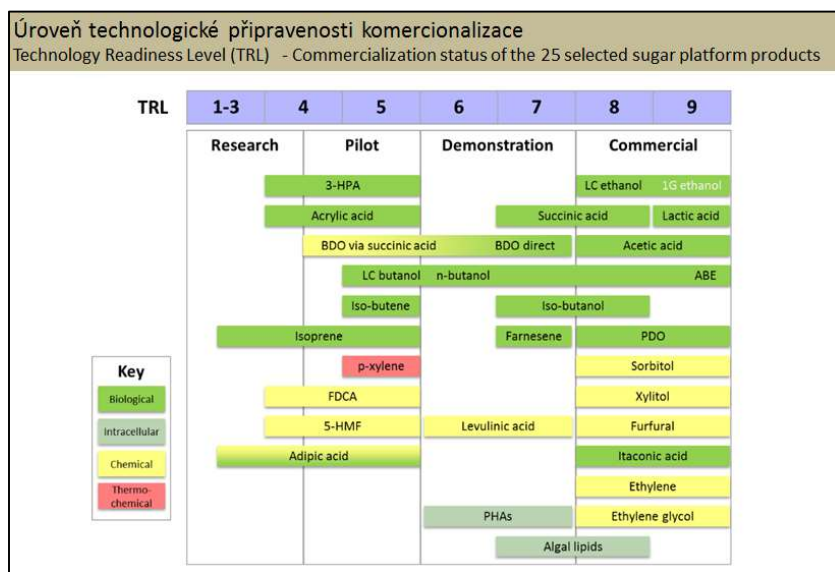 Úroveň technologické připravenosti komercionalizace
Technology Readiness Level (TRL) - Commercialization status of the 25 selected sugar platform products
TRL 1-3 4 5 6 7 8 9
Research Pilot Demonstration Commercial
3-HPA LC ethanol 1G ethanol
Acrylic acid Succinic acid Lactic acid
BDO via succinic acid BDO direct Acetic acid
LC butanol n-butanol ABE
Iso-butene Iso-butanol
Isoprene Farnesene PDO
p-xylene Sorbitol
FDCA Xylitol
5-HMF Levulinic acid Furfural
Adipic acid Itaconic acid
Ethylene
PHAs Ethylene glycol
Algal lipids
Key
Biological
Intracellular
Chemical
Thermo-
chemical